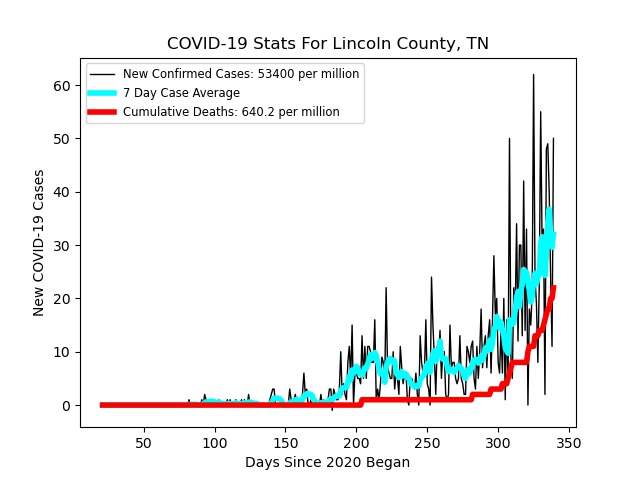 COVID-19 Stats For Lincoln County, TN
New Confirmed Cases: 53400 per million
7 Day Case Average
Cumulative Deaths: 640.2 per million
New COVID-19 Cases
60
50
40
30
20
10
0
50
100
150
200
250
300
350
Days Since 2020 Began